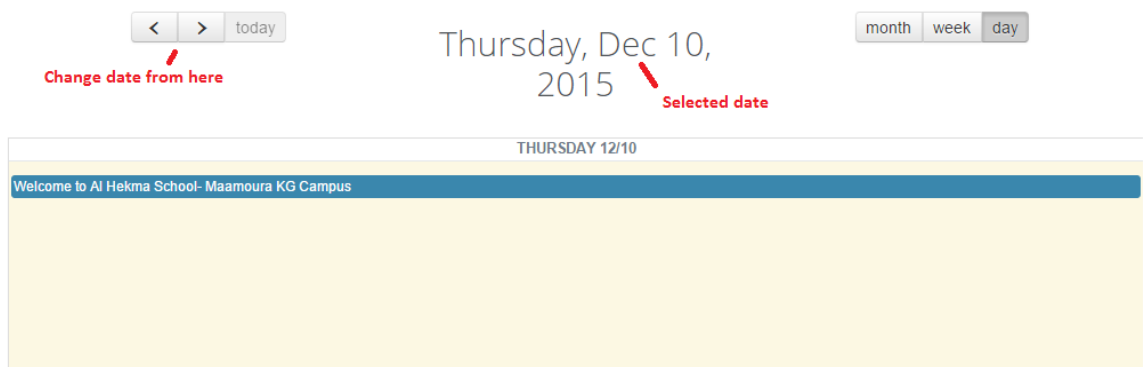 < > today
Thursday, Dec 10,
2015
month week day
Change date from here
Selected date
THURSDAY 12/10
Welcome to Al Hekma School- Maamoura KG Campus